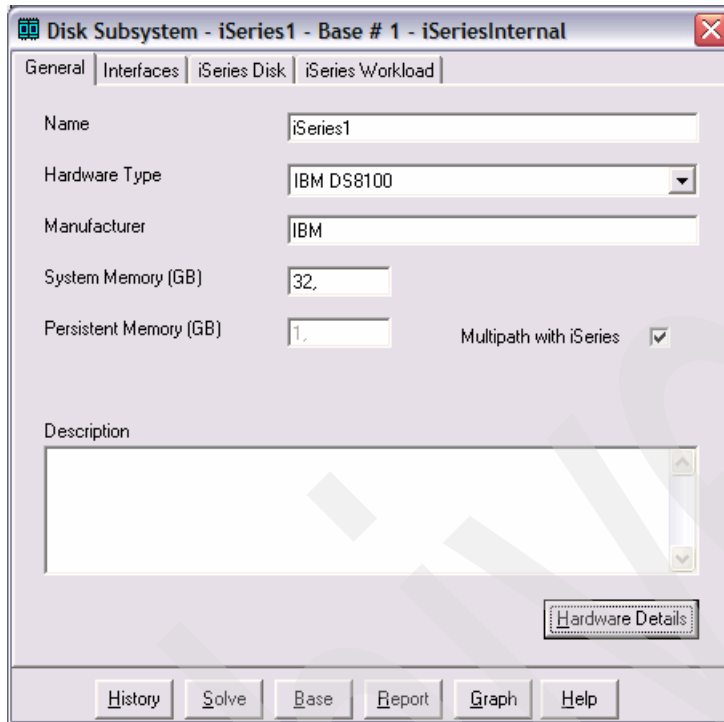 Disk Subsystem - iSeries1 - Base # 1 - iSeriesInternal
General Interfaces iSeries Disk iSeries Workload
Name iSeries1
Hardware Type IBM DS8100
Manufacturer IBM
System Memory (GB) 32,
Persistent Memory (GB) 1, Multipath with iSeries
Description
Hardware Details
History Solve Base Report Graph Help